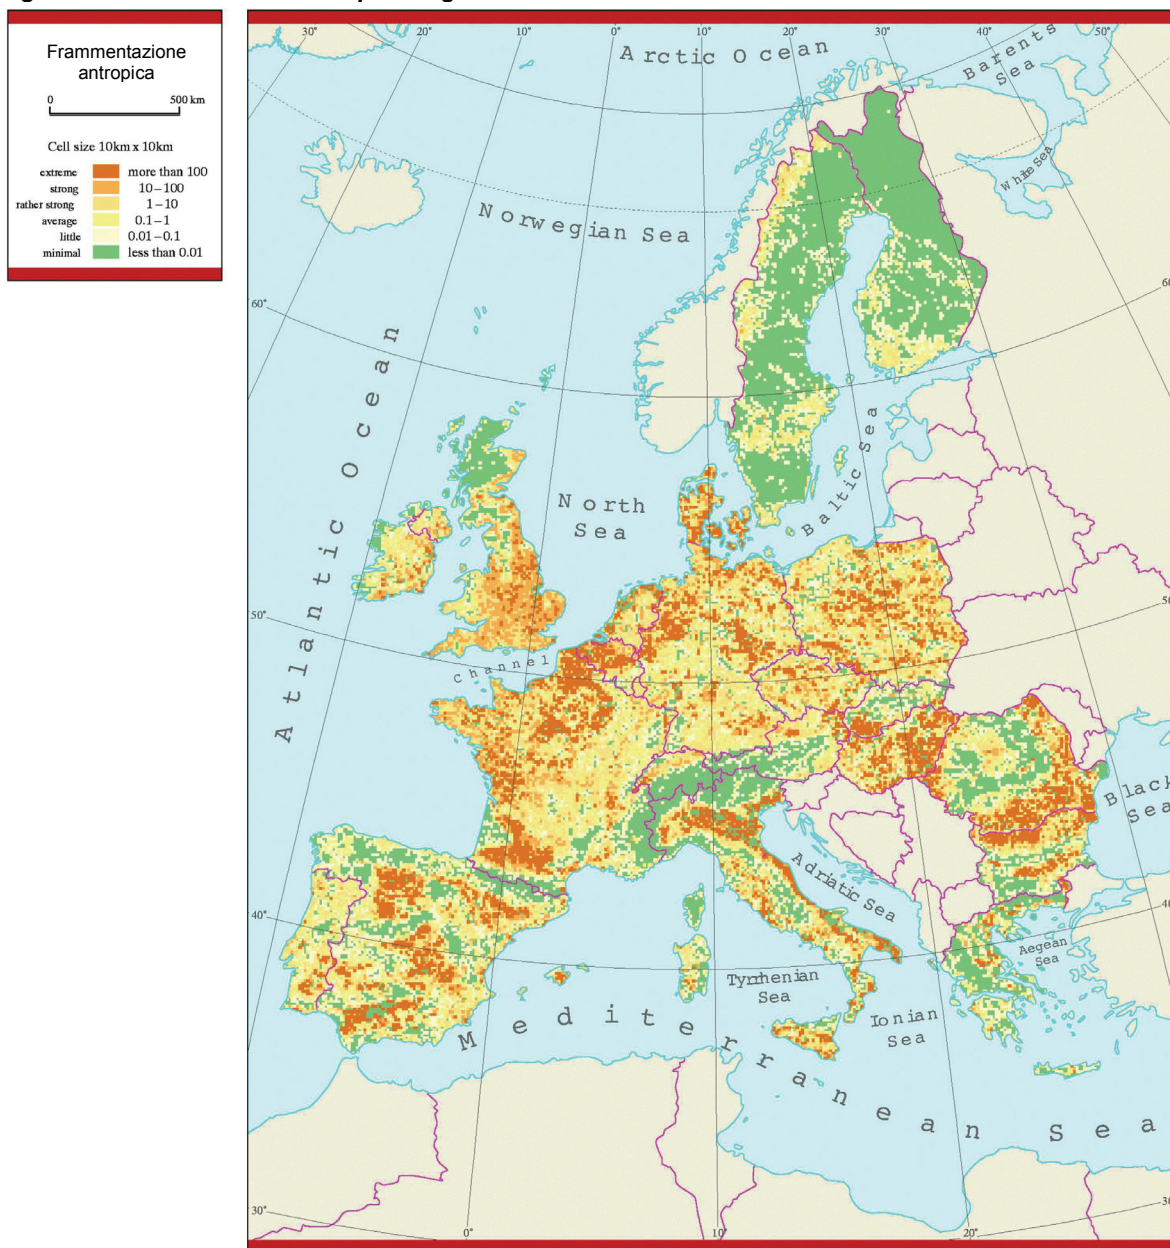 Frammentazione
antropica
0 500 km
Cell size 10km x 10km
extreme more than 100
strong 10–100
rather strong 1–10
average 0.1–1
little 0.01–0.1
minimal less than 0.01
30° 20° 10° 0° 10° 20° 30° 40° 50°
Arctic Ocean
Barents
Sea
White Sea
Norwegian Sea
60° 60
Atlantic Ocean
North
Sea
Baltic Sea
50° 50
Channel
Black
Sea
Adriatic Sea
40° 40
Aegean
Sea
Tyrrhenian
Sea
Ionian
Sea
Mediterranean Sea
30° 30
0° 10° 20°